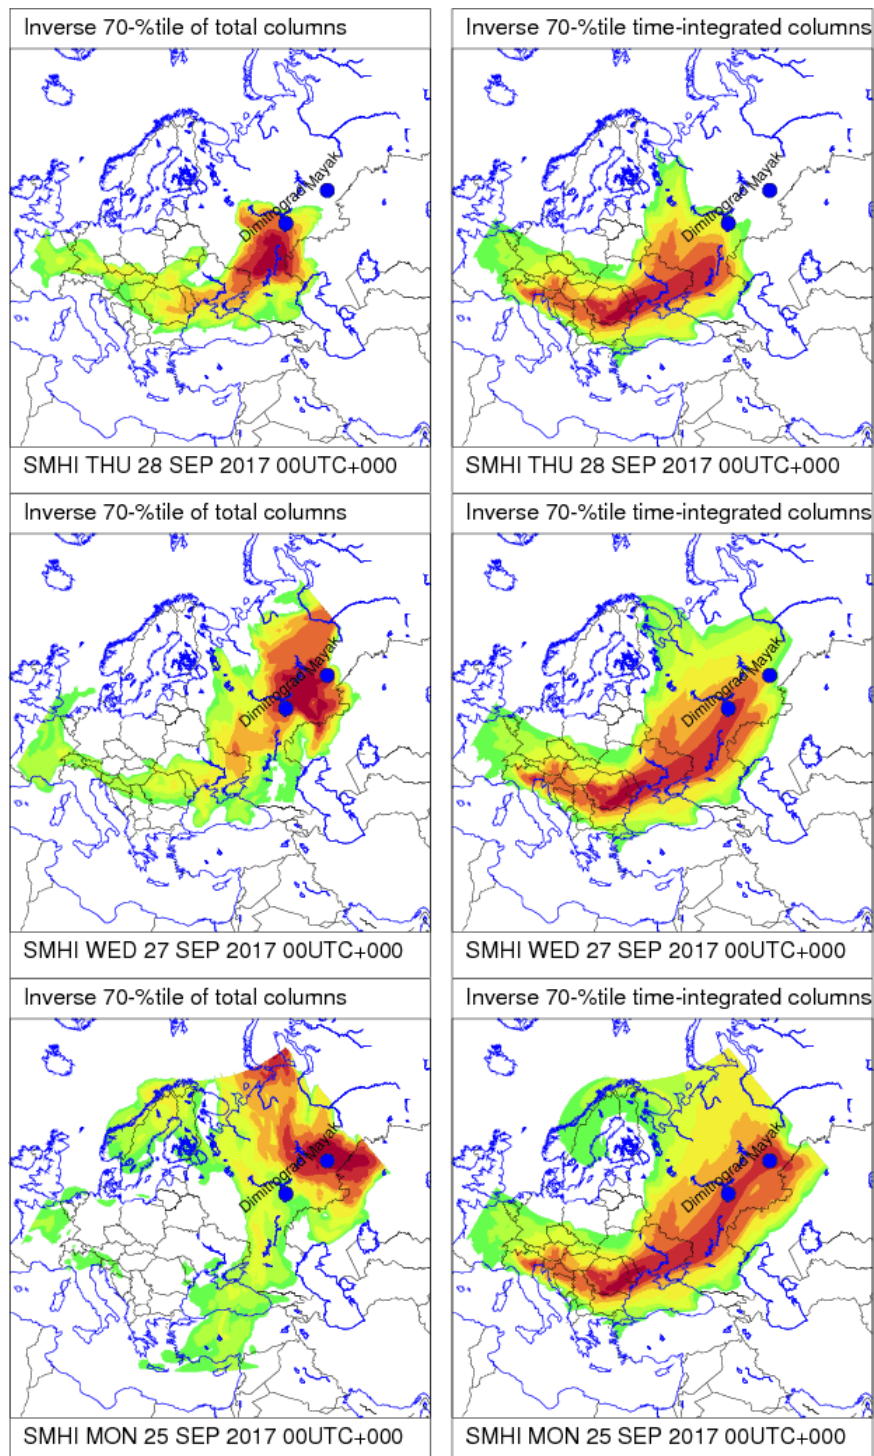 Inverse 70-%tile of total columns
Inverse 70-%tile time-integrated columns
Dimitrograd
Mayak
Dimitrograd
Mayak
SMHI THU 28 SEP 2017 00UTC+000
SMHI THU 28 SEP 2017 00UTC+000
Inverse 70-%tile of total columns
Inverse 70-%tile time-integrated columns
Dimitrograd
Mayak
Dimitrograd
Mayak
SMHI WED 27 SEP 2017 00UTC+000
SMHI WED 27 SEP 2017 00UTC+000
Inverse 70-%tile of total columns
Inverse 70-%tile time-integrated columns
Dimitrograd
Mayak
Dimitrograd
Mayak
SMHI MON 25 SEP 2017 00UTC+000
SMHI MON 25 SEP 2017 00UTC+000